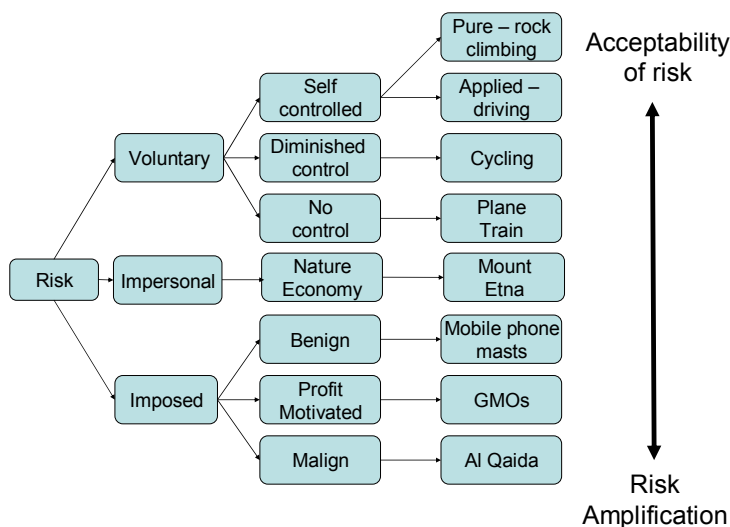 Pure – rock
climbing
Acceptability
of risk
Self
controlled
Applied –
driving
Voluntary
Diminished
control
Cycling
No
control
Plane
Train
Risk
Impersonal
Nature
Economy
Mount
Etna
Benign
Mobile phone
masts
Imposed
Profit
Motivated
GMOs
Malign
Al Qaida
Risk
Amplification